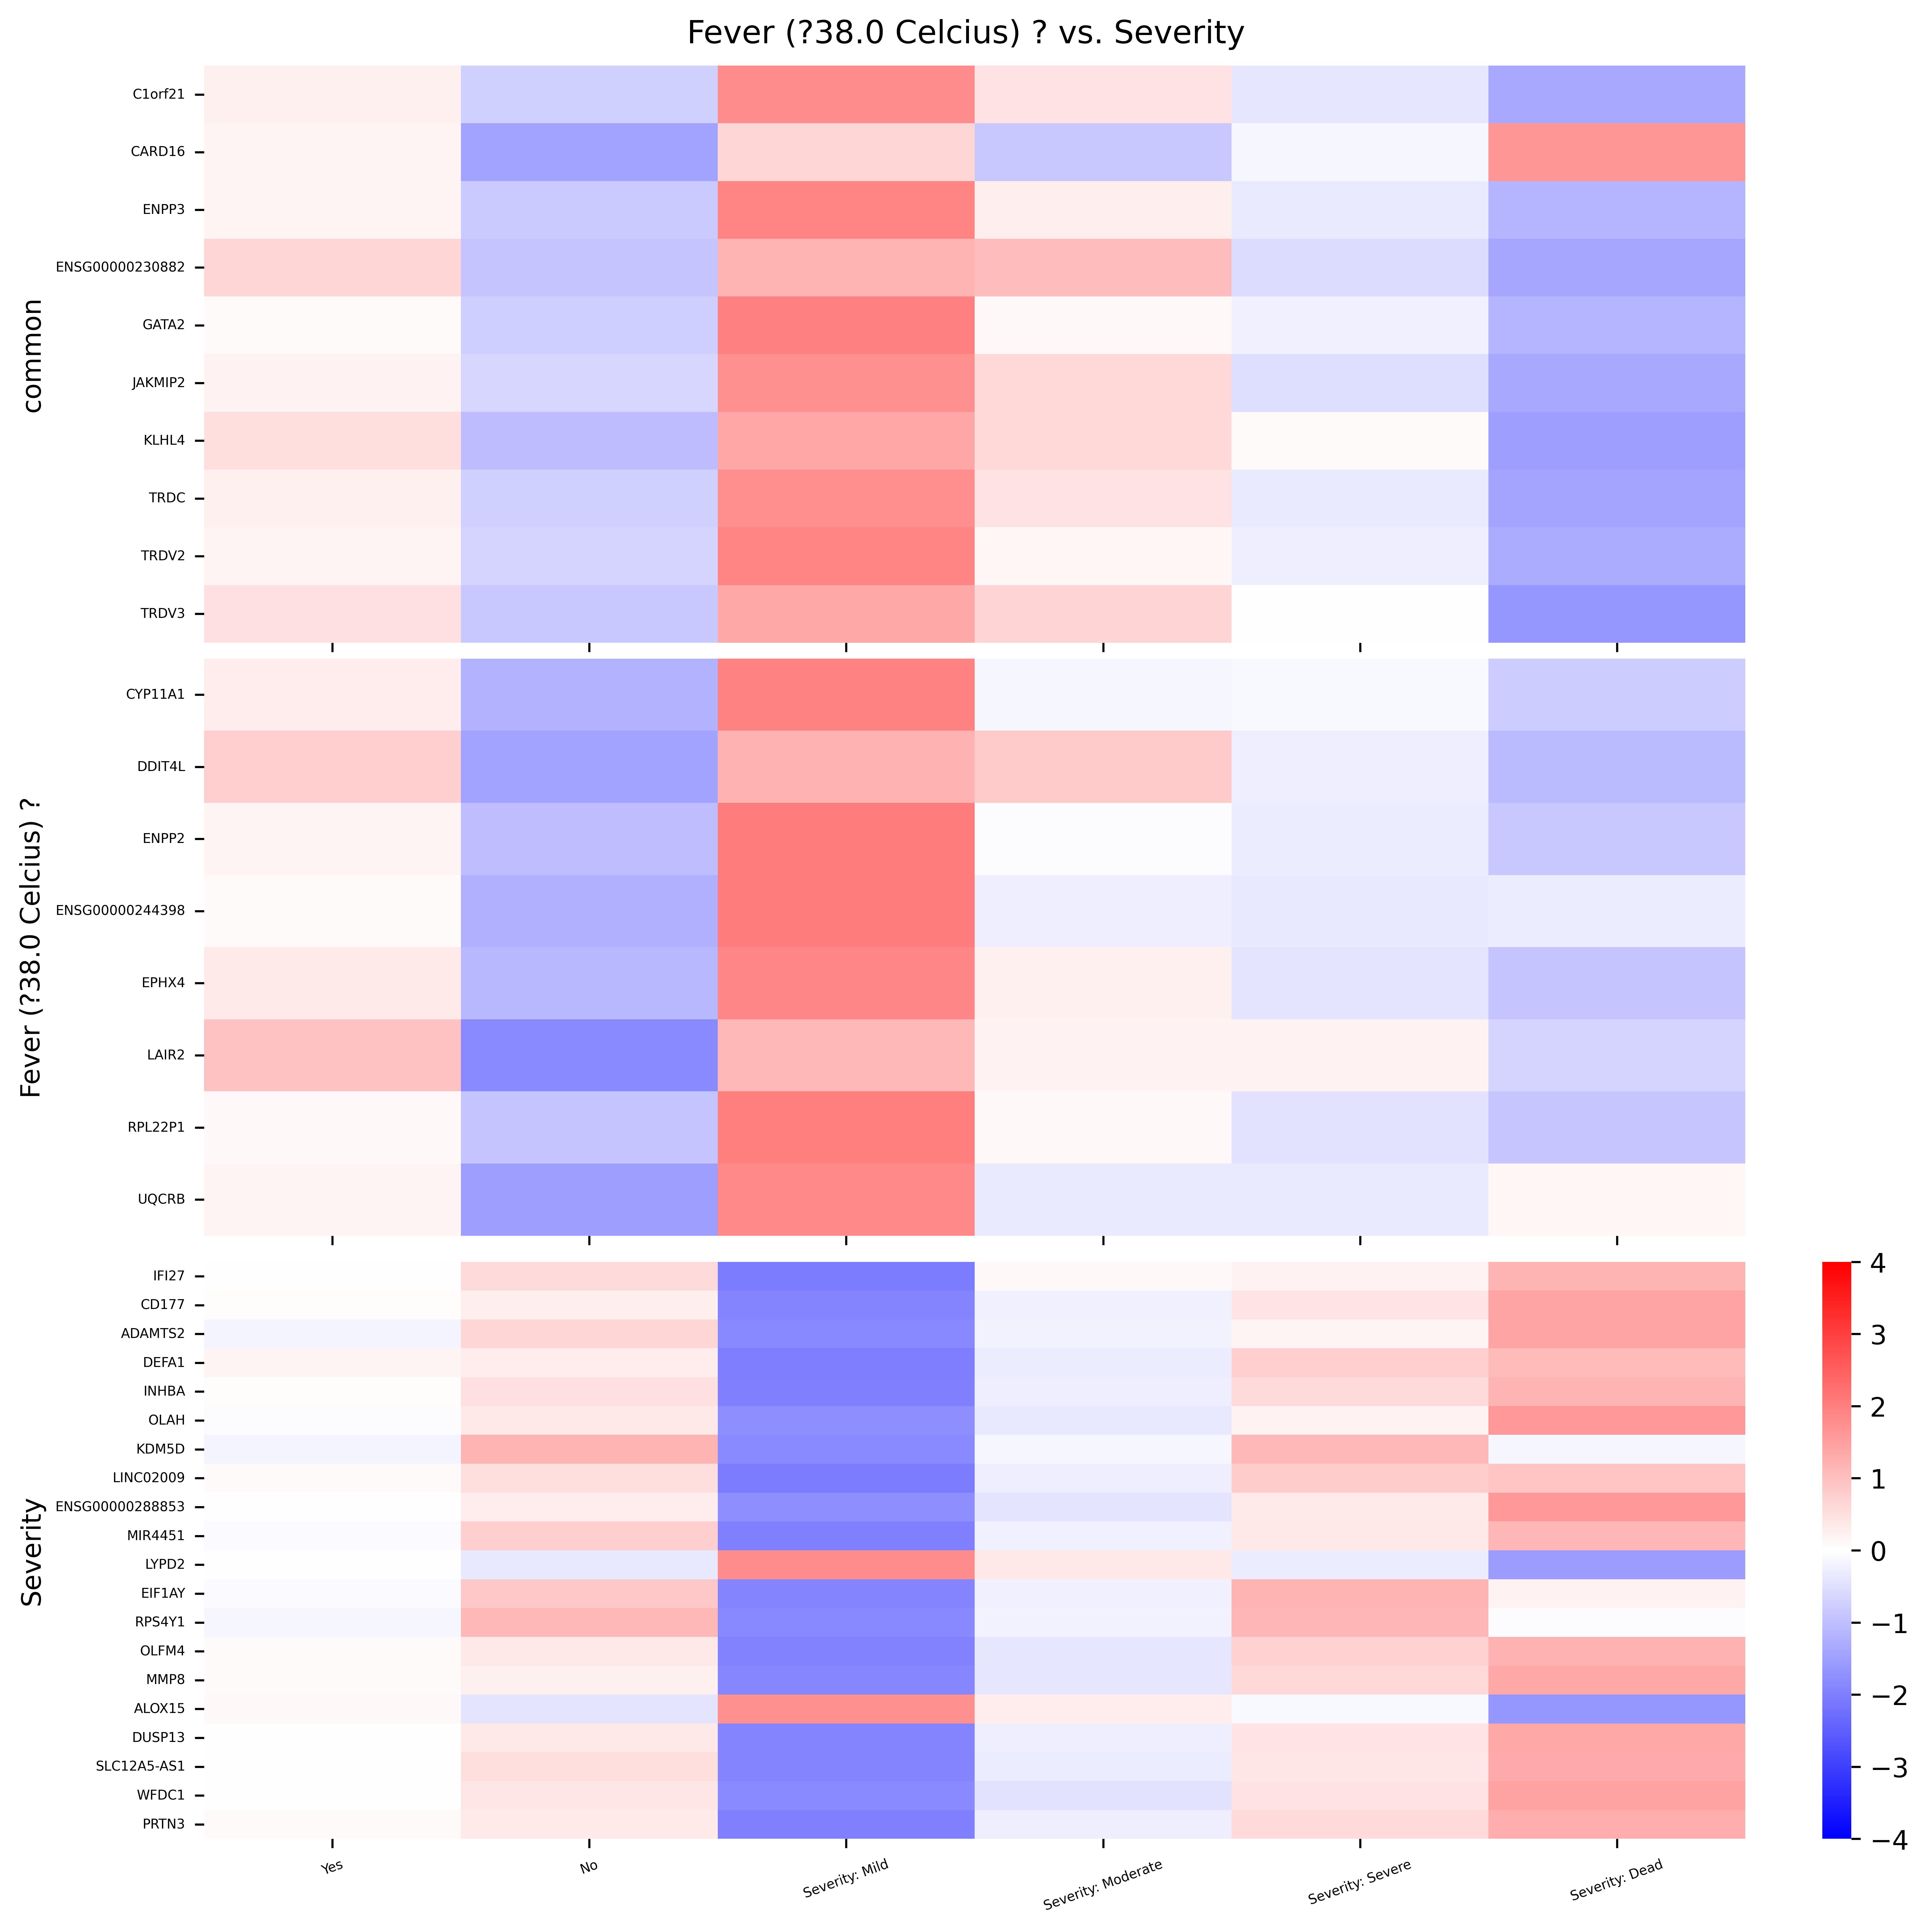 Fever (?38.0 Celcius) ? vs. Severity
common
C1orf21
CARD16
ENPP3
ENSG00000230882
GATA2
JAKMIP2
KLHL4
TRDC
TRDV2
TRDV3
Fever (?38.0 Celcius) ?
CYP11A1
DDIT4L
ENPP2
ENSG00000244398
EPHX4
LAIR2
RPL22P1
UQCRB
Severity
IFI27
CD177
ADAMTS2
DEFA1
INHBA
OLAH
KDM5D
LINC02009
ENSG00000288853
MIR4451
LYPD2
EIF1AY
RPS4Y1
OLFM4
MMP8
ALOX15
DUSP13
SLC12A5-AS1
WFDC1
PRTN3
Yes
No
Severity: Mild
Severity: Moderate
Severity: Severe
Severity: Dead
4
3
2
1
0
−1
−2
−3
−4